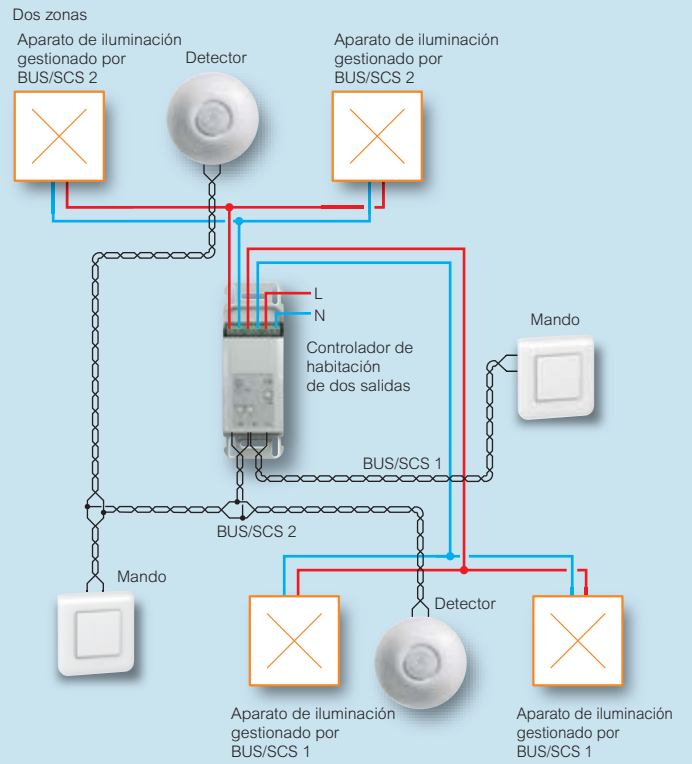 Dos zonas
Aparato de iluminación
gestionado por
BUS/SCS 2
Detector
Aparato de iluminación
gestionado por
BUS/SCS 2
L
N
Controlador de
habitación
de dos salidas
Mando
BUS/SCS 1
BUS/SCS 2
Mando
Detector
Aparato de iluminación
gestionado por
BUS/SCS 1
Aparato de iluminación
gestionado por
BUS/SCS 1